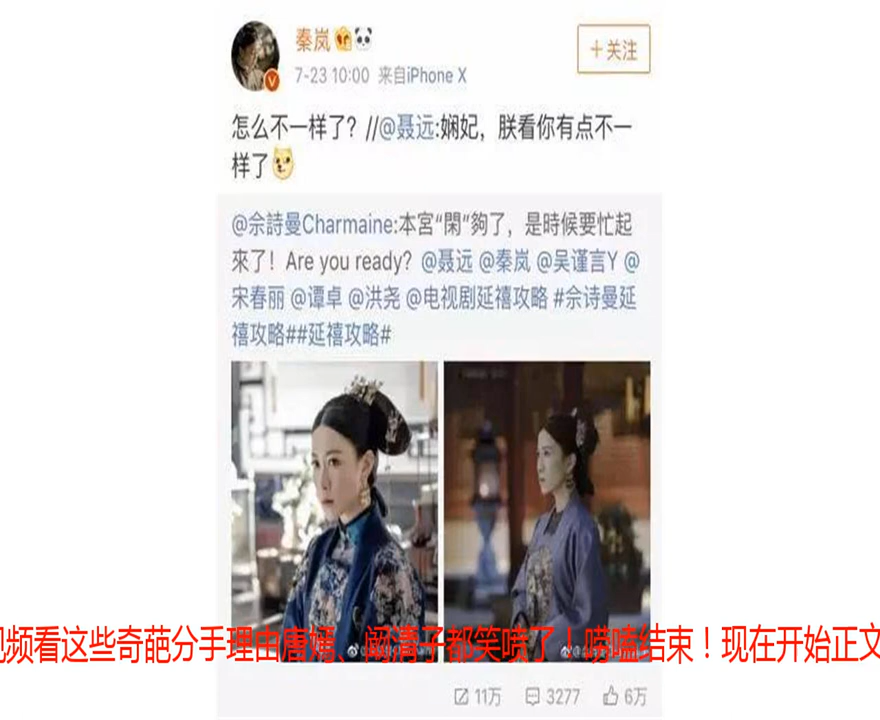 秦岚
+关注
7-23 10:00 来自iPhone X
怎么不一样了？//@聂远:娴妃，朕看你有点不一
样了
@佘詩曼Charmaine:本宮“閑”夠了，是時候要忙起
來了！Are you ready？@聂远 @秦岚 @吴谨言Y @
宋春丽 @谭卓 @洪尧 @电视剧延禧攻略 #佘诗曼延
禧攻略##延禧攻略#
视频看这些奇葩分手理由唐嫣、阚清子都笑喷了！唠嗑结束！现在开始正文
11万 3277 6万